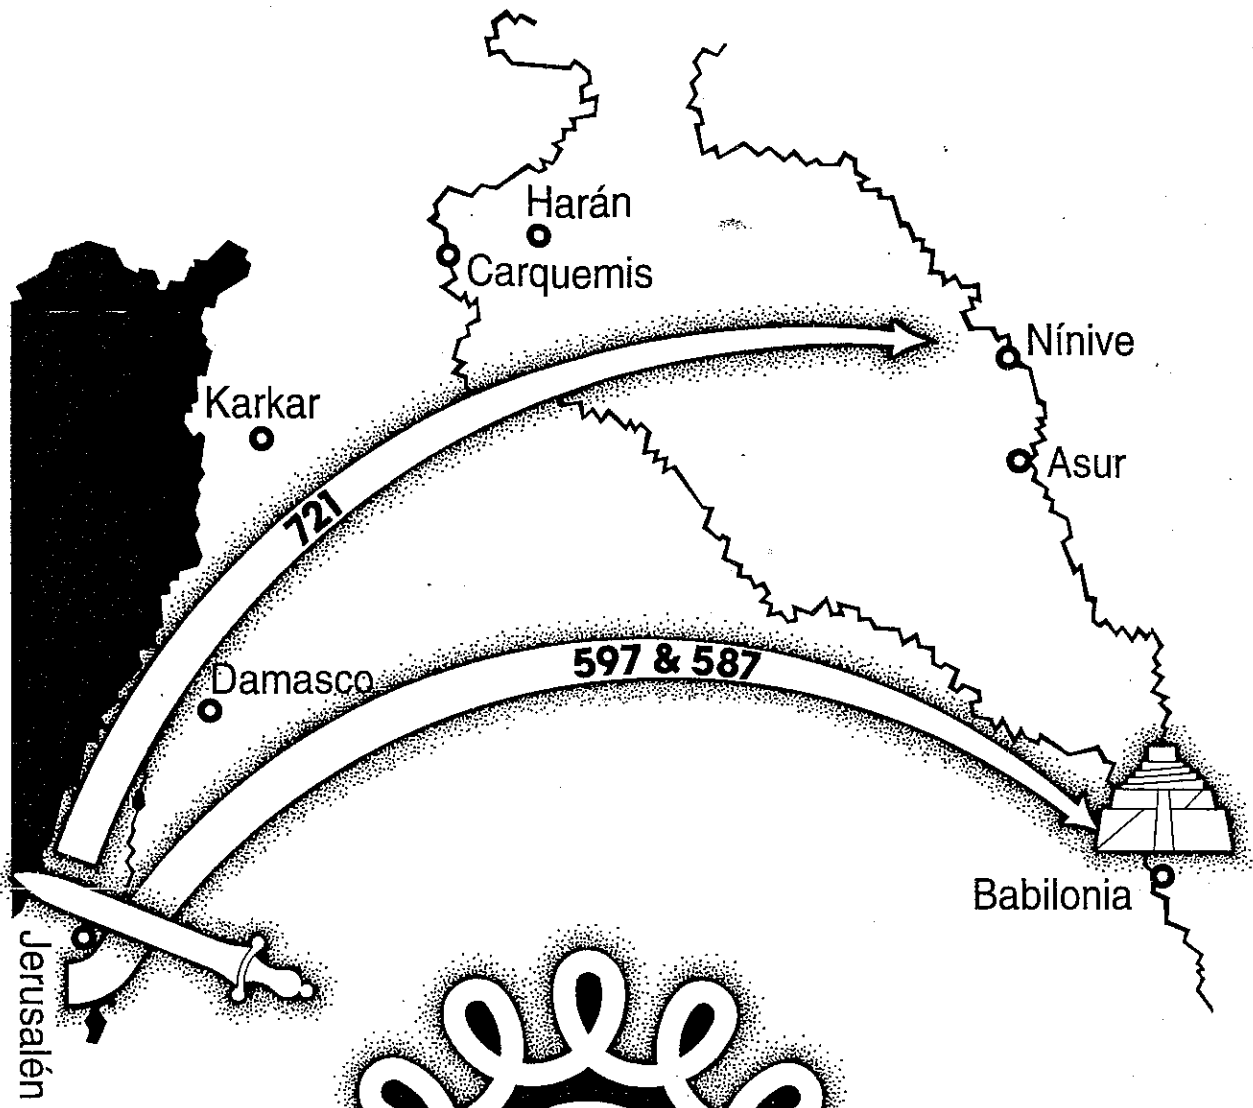 Harán
Carquemis
Nínive
Karkar
Asur
721
597 & 587
Damasco
Babilonia
Jerusalén